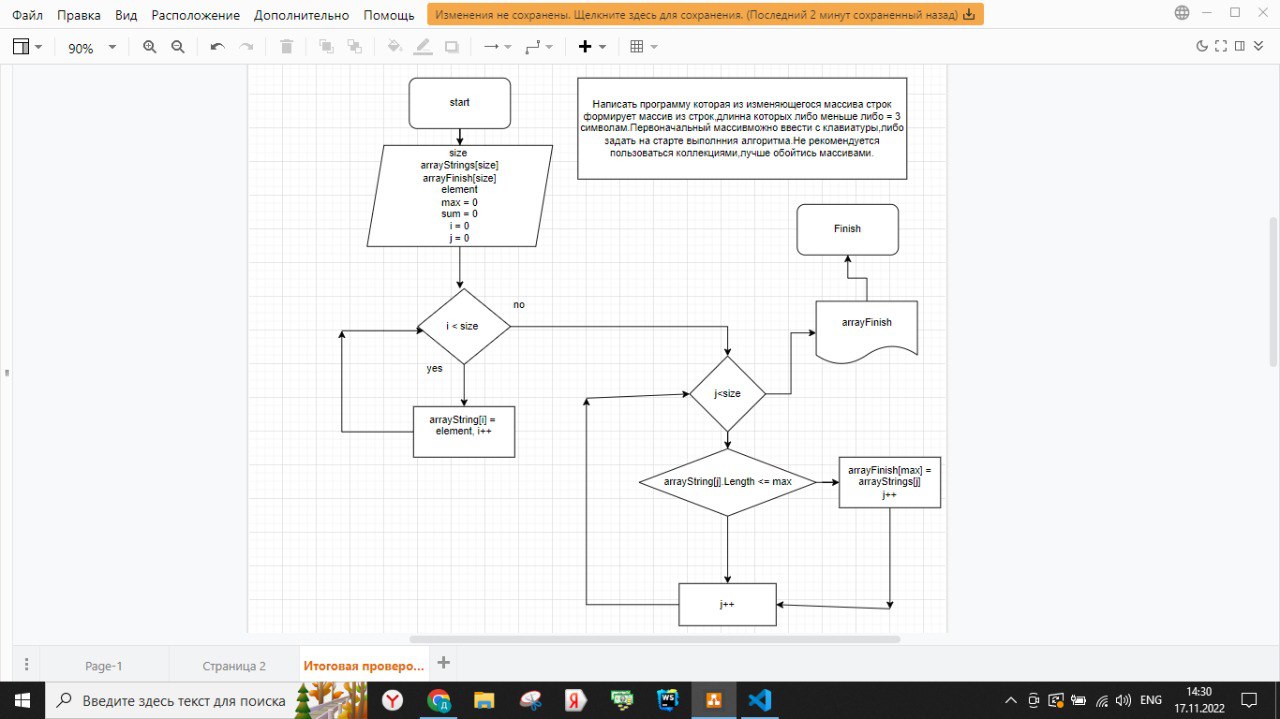 Файл Правка Вид Расположение Дополнительно Помощь Изменения не сохранены. Щелкните здесь для сохранения. (Последний 2 минут сохраненный назад)
90%
start
Написать программу которая из изменяющегося массива строк
формирует массив из строк,длинна которых либо меньше либо = 3
символам.Первоначальный массивможно ввести с клавиатуры,либо
задать на старте выполнния алгоритма.Не рекомендуется
пользоваться коллекциями,лучше обойтись массивами.
size
arrayStrings[size]
arrayFinish[size]
element
max = 0
sum = 0
i = 0
j = 0
Finish
no
i < size
arrayFinish
yes
j<size
arrayString[i] =
element, i++
arrayString[j].Length <= max
arrayFinish[max] =
arrayStrings[j]
j++
j++
Page-1 Страница 2 Итоговая проверо...
Введите здесь текст для поиска
ENG
14:30
17.11.2022